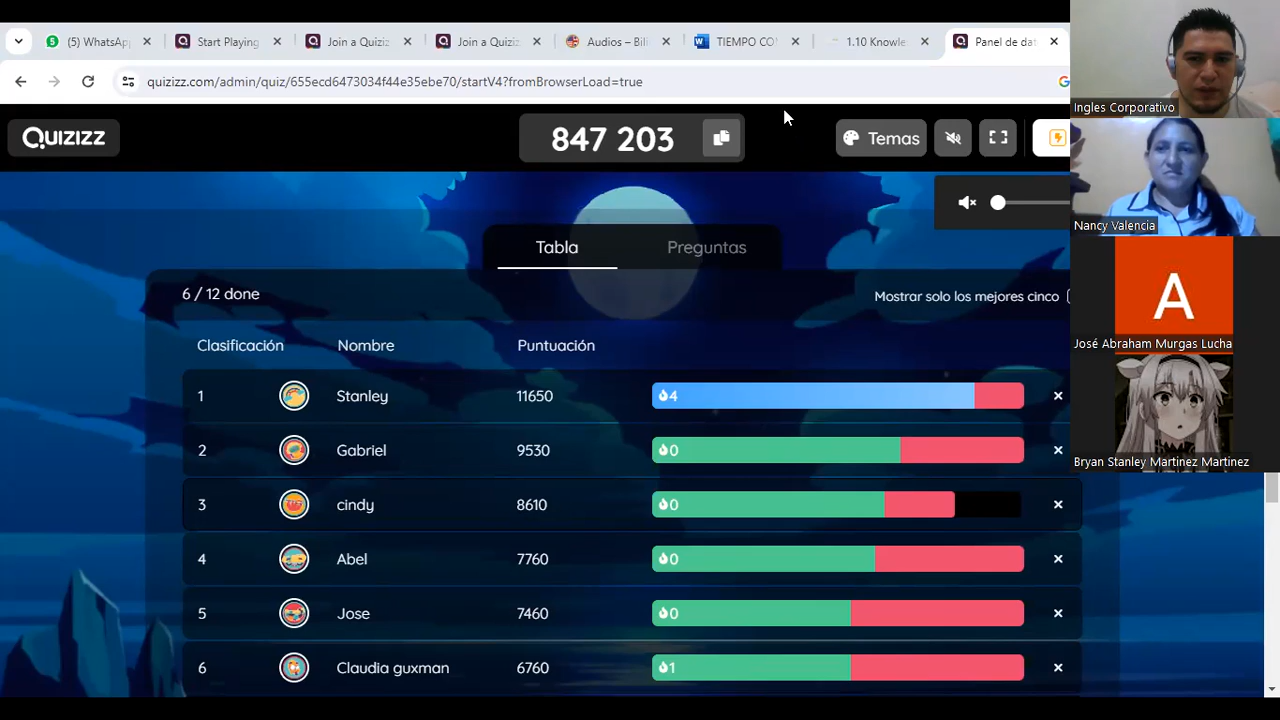 (5) WhatsAp
Start Playing
Join a Quiziz
Join a Quiziz
Audios – Bili
TIEMPO CO
1.10 Knowle
Panel de dat
quizizz.com/admin/quiz/655ecd6473034f44e35ebe70/startV4?fromBrowserLoad=true
Quizizz
847 203
Temas
Tabla
Preguntas
6 / 12 done
Mostrar solo los mejores cinco
Clasificación
Nombre
Puntuación
1 Stanley 11650 4
2 Gabriel 9530 0
3 cindy 8610 0
4 Abel 7760 0
5 Jose 7460 0
6 Claudia guxman 6760 1
Ingles Corporativo
Nancy Valencia
A
José Abraham Murgas Lucha
Bryan Stanley Martinez Martinez